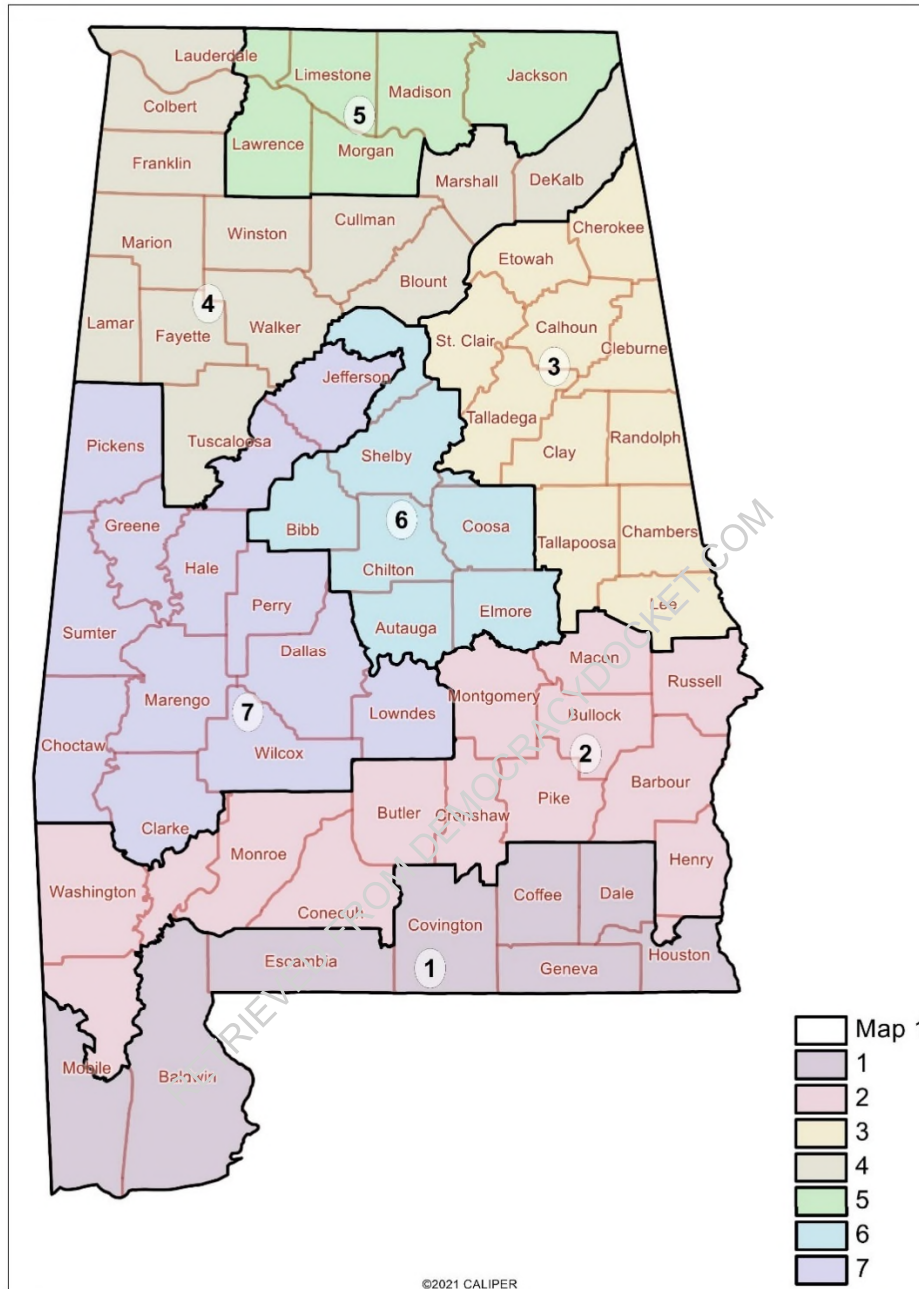 Lauderdale
Limestone
Madison
Jackson
Colbert
5
Lawrence
Morgan
Franklin
Marshall
DeKalb
Cullman
Winston
Marion
Cherokee
Etowah
Blount
4
Lamar
Fayette
Walker
St. Clair
Calhoun
Cleburne
3
Jefferson
Talladega
Pickens
Tuscaloosa
Shelby
Clay
Randolph
Greene
6
Bibb
Coosa
Hale
Tallapoosa
Chambers
Chilton
Perry
Lee
Elmore
Autauga
Sumter
Dallas
Macon
Russell
Marengo
Montgomery
Lowndes
Bullock
7
Choctaw
Wilcox
2
Barbour
Pike
Butler
Crenshaw
Clarke
Monroe
Henry
Washington
Coffee
Dale
Conecuh
Covington
Houston
Escambia
1
Geneva
Mobile
Baldwin
RIEV FROM DEMOCRACYDOCKET.COM
Map 1
1
2
3
4
5
6
7
©2021 CALIPER